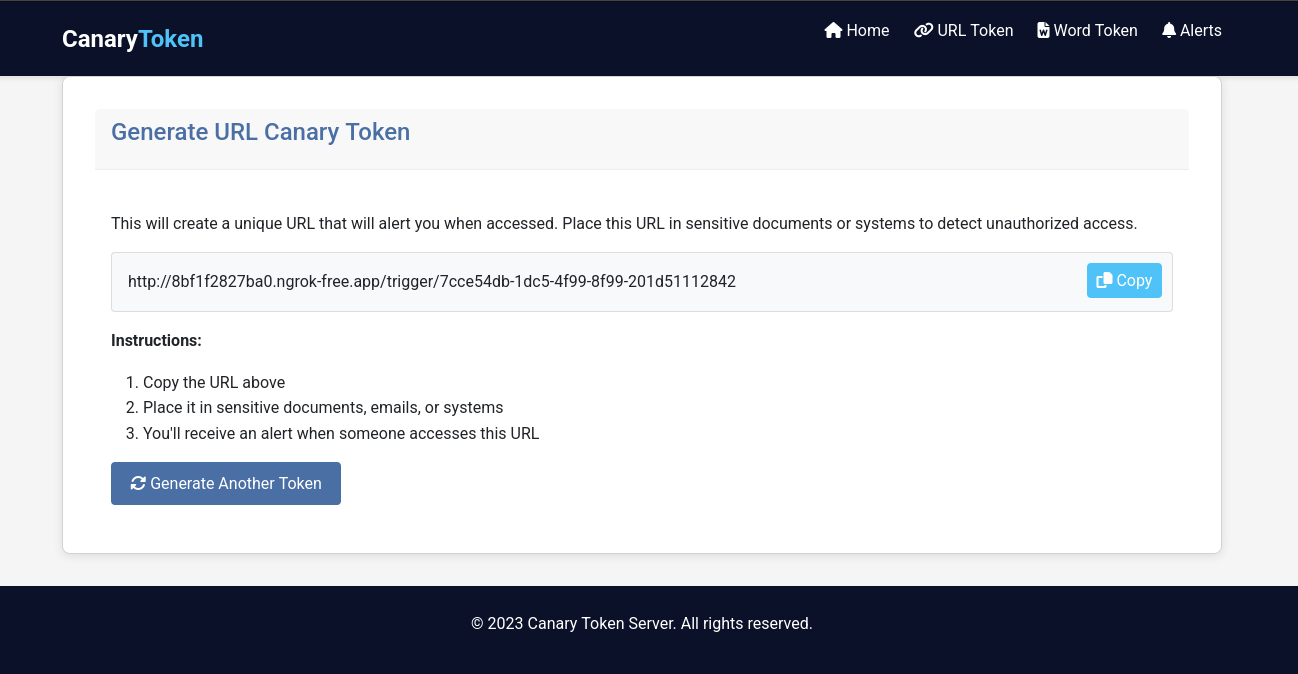 CanaryToken
Home
URL Token
Word Token
Alerts
Generate URL Canary Token
This will create a unique URL that will alert you when accessed. Place this URL in sensitive documents or systems to detect unauthorized access.
http://8bf1f2827ba0.ngrok-free.app/trigger/7cce54db-1dc5-4f99-8f99-201d51112842
Copy
Instructions:
1. Copy the URL above
2. Place it in sensitive documents, emails, or systems
3. You'll receive an alert when someone accesses this URL
Generate Another Token
© 2023 Canary Token Server. All rights reserved.